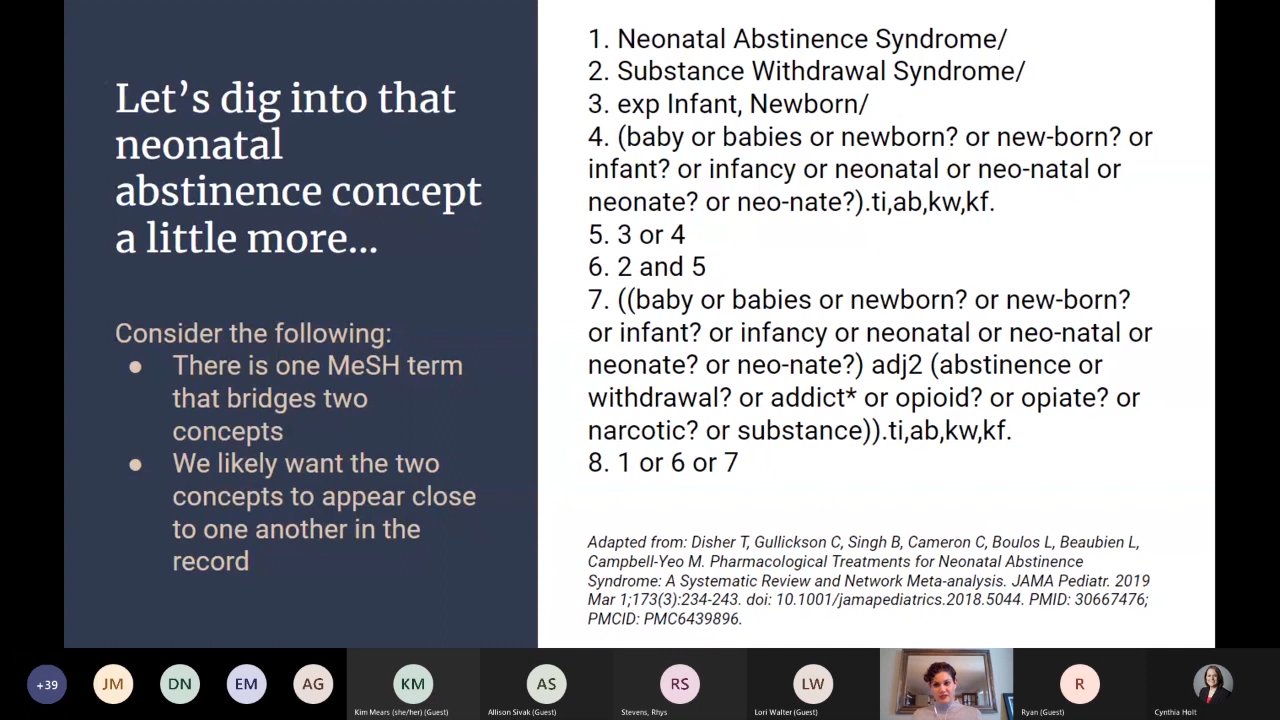 Let’s dig into that
neonatal
abstinence concept
a little more...
Consider the following:
● There is one MeSH term
that bridges two
concepts
● We likely want the two
concepts to appear close
to one another in the
record
1. Neonatal Abstinence Syndrome/
2. Substance Withdrawal Syndrome/
3. exp Infant, Newborn/
4. (baby or babies or newborn? or new-born? or
infant? or infancy or neonatal or neo-natal or
neonate? or neo-nate?).ti,ab,kw,kf.
5. 3 or 4
6. 2 and 5
7. ((baby or babies or newborn? or new-born?
or infant? or infancy or neonatal or neo-natal or
neonate? or neo-nate?) adj2 (abstinence or
withdrawal? or addict* or opioid? or opiate? or
narcotic? or substance)).ti,ab,kw,kf.
8. 1 or 6 or 7
Adapted from: Disher T, Gullickson C, Singh B, Cameron C, Boulos L, Beaubien L,
Campbell-Yeo M. Pharmacological Treatments for Neonatal Abstinence
Syndrome: A Systematic Review and Network Meta-analysis. JAMA Pediatr. 2019
Mar 1;173(3):234-243. doi: 10.1001/jamapediatrics.2018.5044. PMID: 30667476;
PMCID: PMC6439896.
+39
JM
DN
EM
AG
KM
AS
RS
LW
R
Kim Mears (she/her) (Guest)
Allison Sivak (Guest)
Stevens, Rhys
Lori Walter (Guest)
Ryan (Guest)
Cynthia Holt